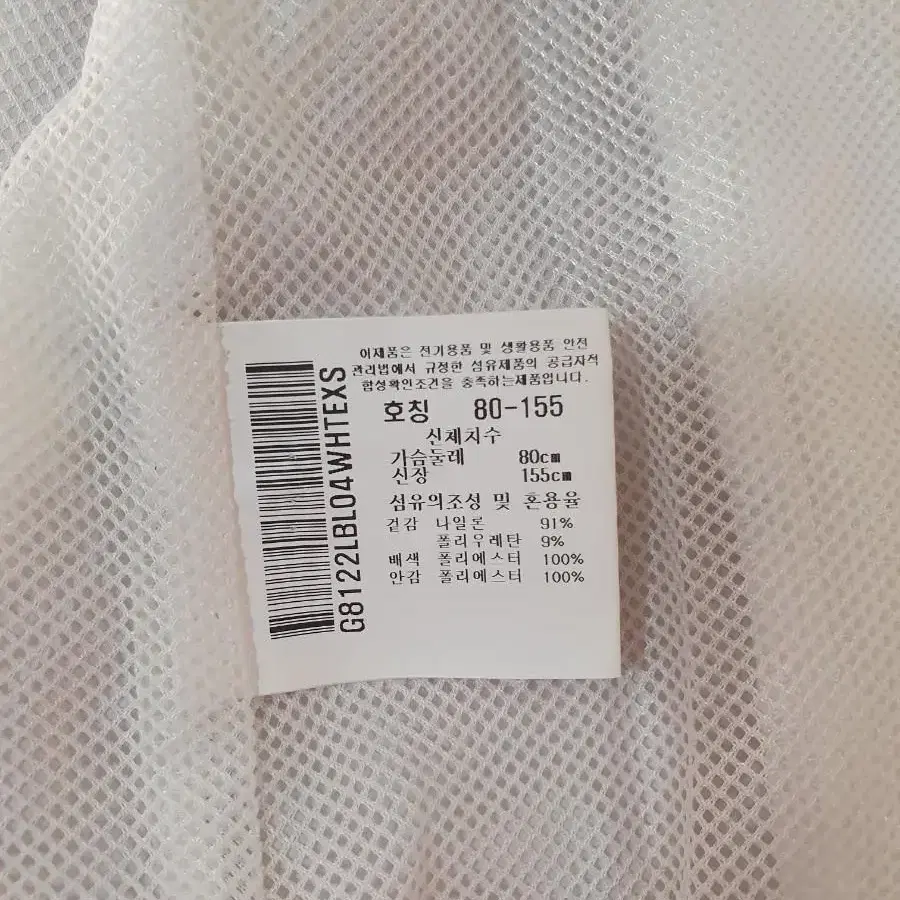 이제품은 전기용품 및 생활용품 안전
관리법에서 규정한 섬유제품의 공급자적
합성확인조건을 충족하는제품입니다.
호칭 80-155
신체치수
가슴둘레 80cm
신장 155cm
섬유의조성 및 혼용율
겉감 나일론 91%
폴리우레탄 9%
배색 폴리에스터 100%
안감 폴리에스터 100%
G8122LBL04WHTEXS